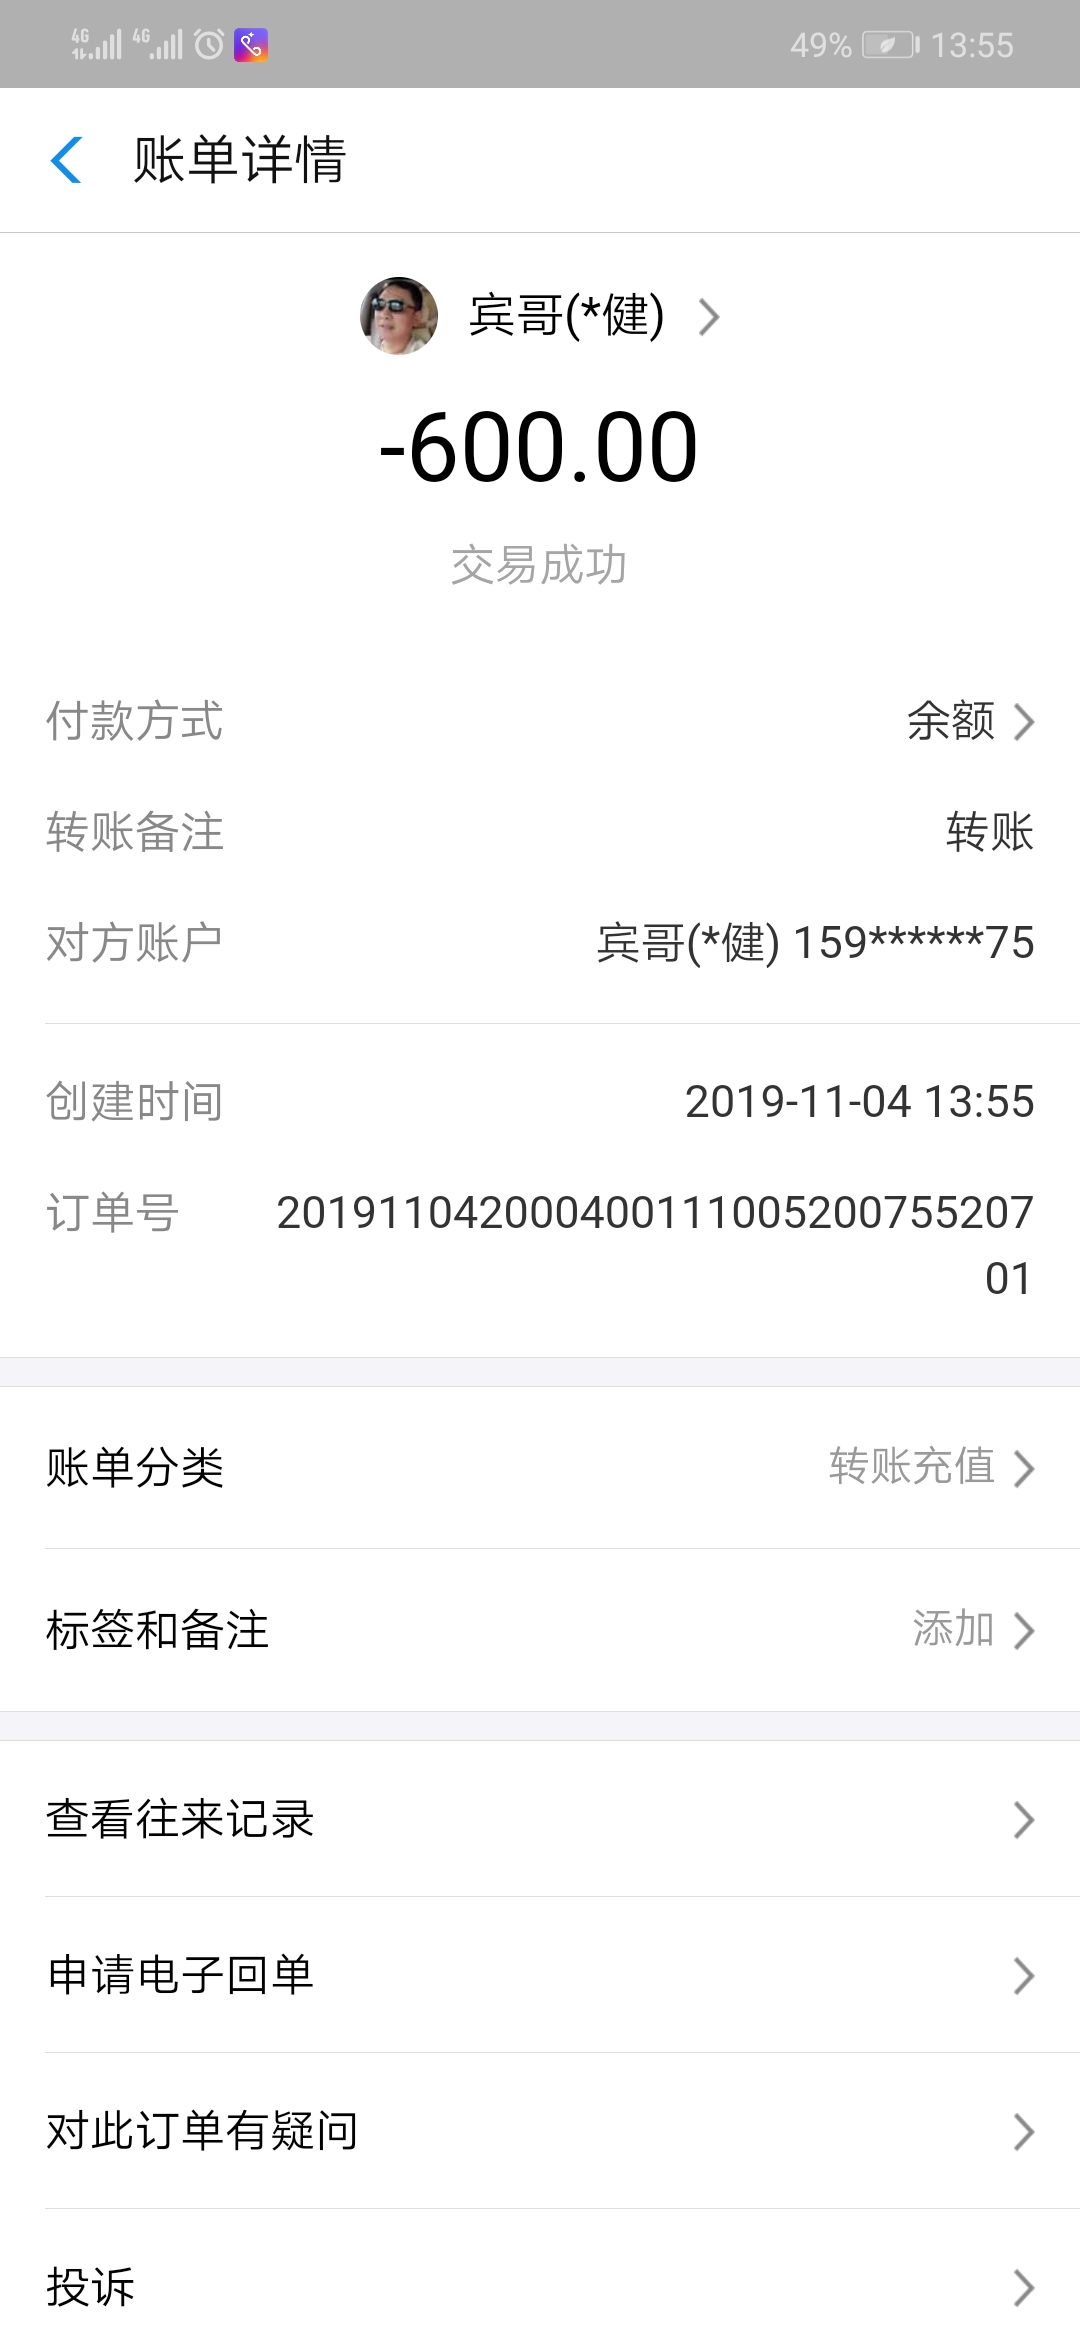 4G 4G 49% 13:55
账单详情
宾哥(*健)
-600.00
交易成功
付款方式 余额
转账备注 转账
对方账户 宾哥(*健) 159******75
创建时间 2019-11-04 13:55
订单号 201911042000400111005200755207
01
账单分类 转账充值
标签和备注 添加
查看往来记录
申请电子回单
对此订单有疑问
投诉